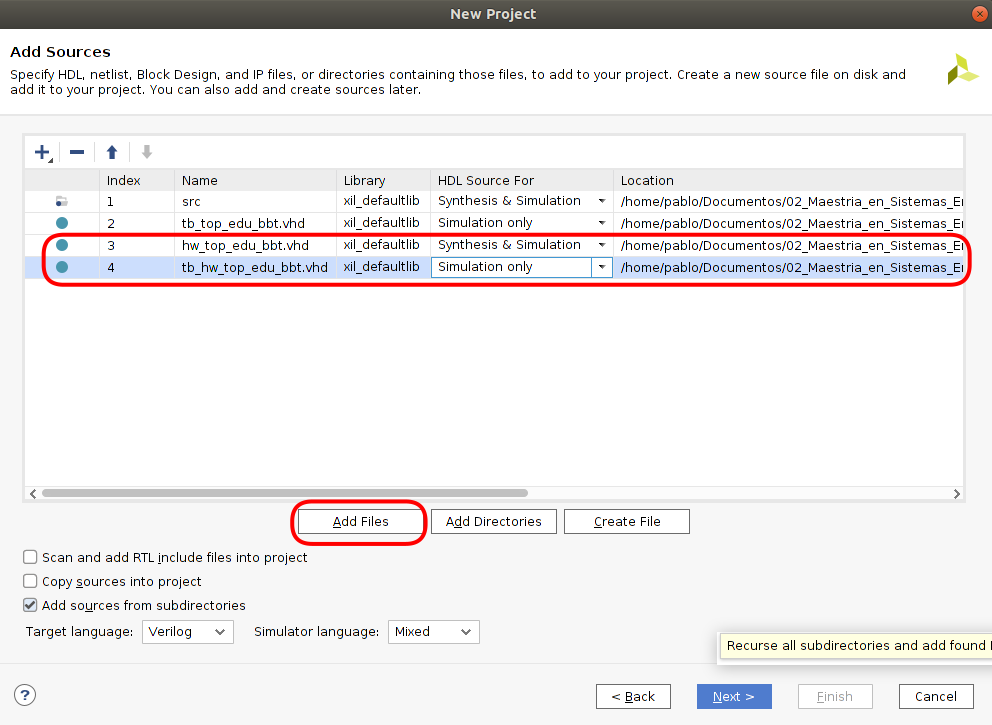 New Project
Add Sources
Specify HDL, netlist, Block Design, and IP files, or directories containing those files, to add to your project. Create a new source file on disk and
add it to your project. You can also add and create sources later.
Index Name Library HDL Source For Location
1 src xil_defaultlib Synthesis & Simulation /home/pablo/Documentos/02_Maestria_en_Sistemas_E
2 tb_top_edu_bbt.vhd xil_defaultlib Simulation only /home/pablo/Documentos/02_Maestria_en_Sistemas_E
3 hw_top_edu_bbt.vhd xil_defaultlib Synthesis & Simulation /home/pablo/Documentos/02_Maestria_en_Sistemas_E
4 tb_hw_top_edu_bbt.vhd xil_defaultlib Simulation only /home/pablo/Documentos/02_Maestria_en_Sistemas_E
Add Files Add Directories Create File
Scan and add RTL include files into project
Copy sources into project
Add sources from subdirectories
Target language: Verilog Simulator language: Mixed
Recurse all subdirectories and add found
? < Back Next > Finish Cancel